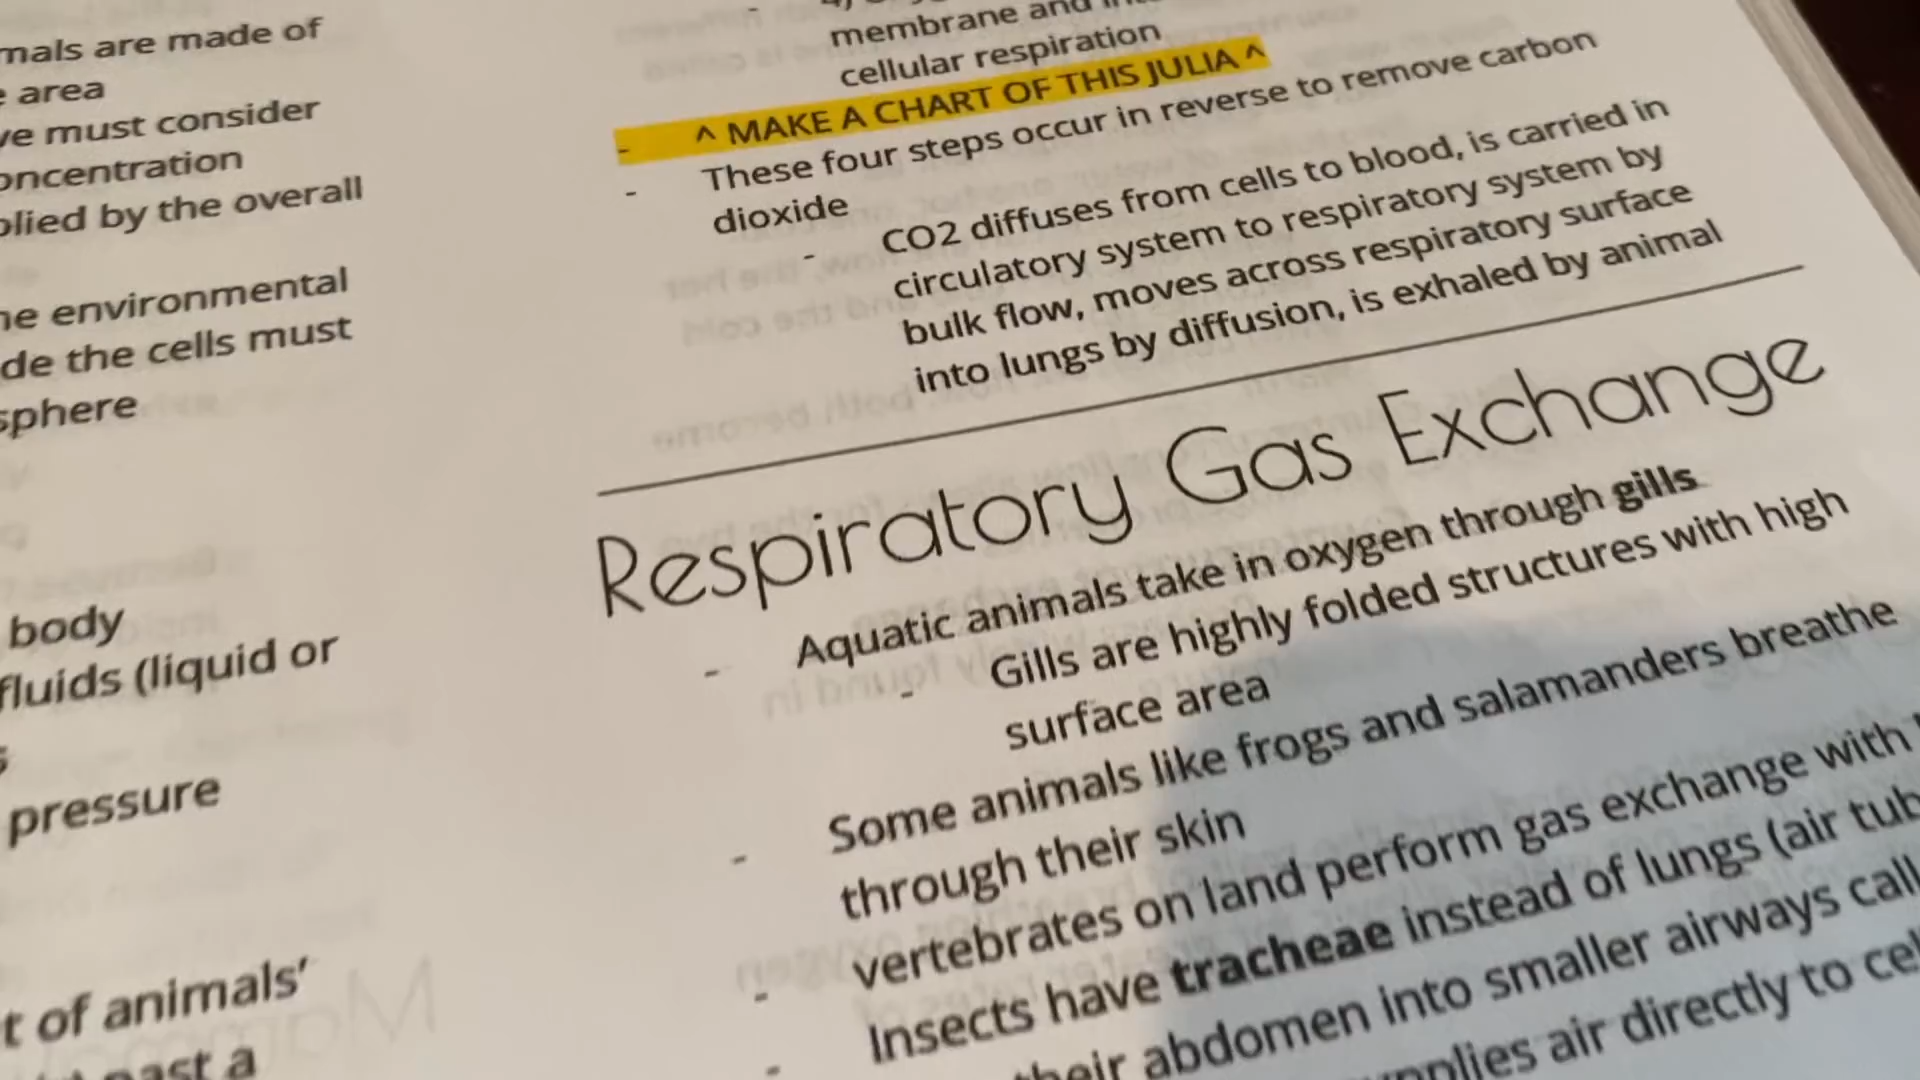 mals are made of
area
ve must consider
oncentration
plied by the overall
environmental
de the cells must
sphere
body
fluids (liquid or
pressure
t of animals'
past a
membrane and
cellular respiration
- ^ MAKE A CHART OF THIS JULIA ^
- These four steps occur in reverse to remove carbon
dioxide
- CO2 diffuses from cells to blood, is carried in
circulatory system to respiratory system by
bulk flow, moves across respiratory surface
into lungs by diffusion, is exhaled by animal
Respiratory Gas Exchange
- Aquatic animals take in oxygen through gills
- Gills are highly folded structures with high
surface area
- Some animals like frogs and salamanders breathe
through their skin
- vertebrates on land perform gas exchange with
- Insects have tracheae instead of lungs (air tub
their abdomen into smaller airways call
pplies air directly to cel